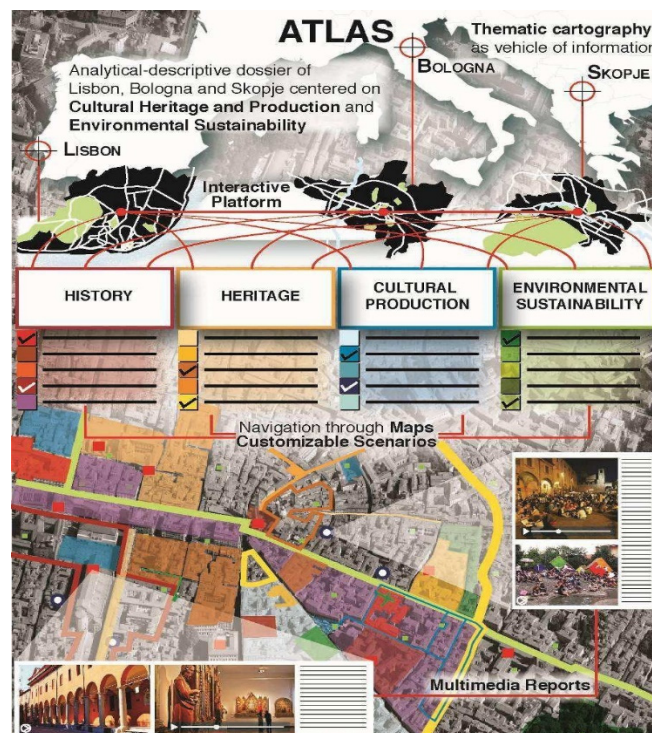 ATLAS
Thematic cartography
as vehicle of information
BOLOGNA
SKOPJE
Analytical-descriptive dossier of
Lisbon, Bologna and Skopje centered on
Cultural Heritage and Production and
Environmental Sustainability
LISBON
Interactive
Platform
HISTORY
HERITAGE
CULTURAL
PRODUCTION
ENVIRONMENTAL
SUSTAINABILITY
Navigation through Maps
Customizable Scenarios
Multimedia Reports